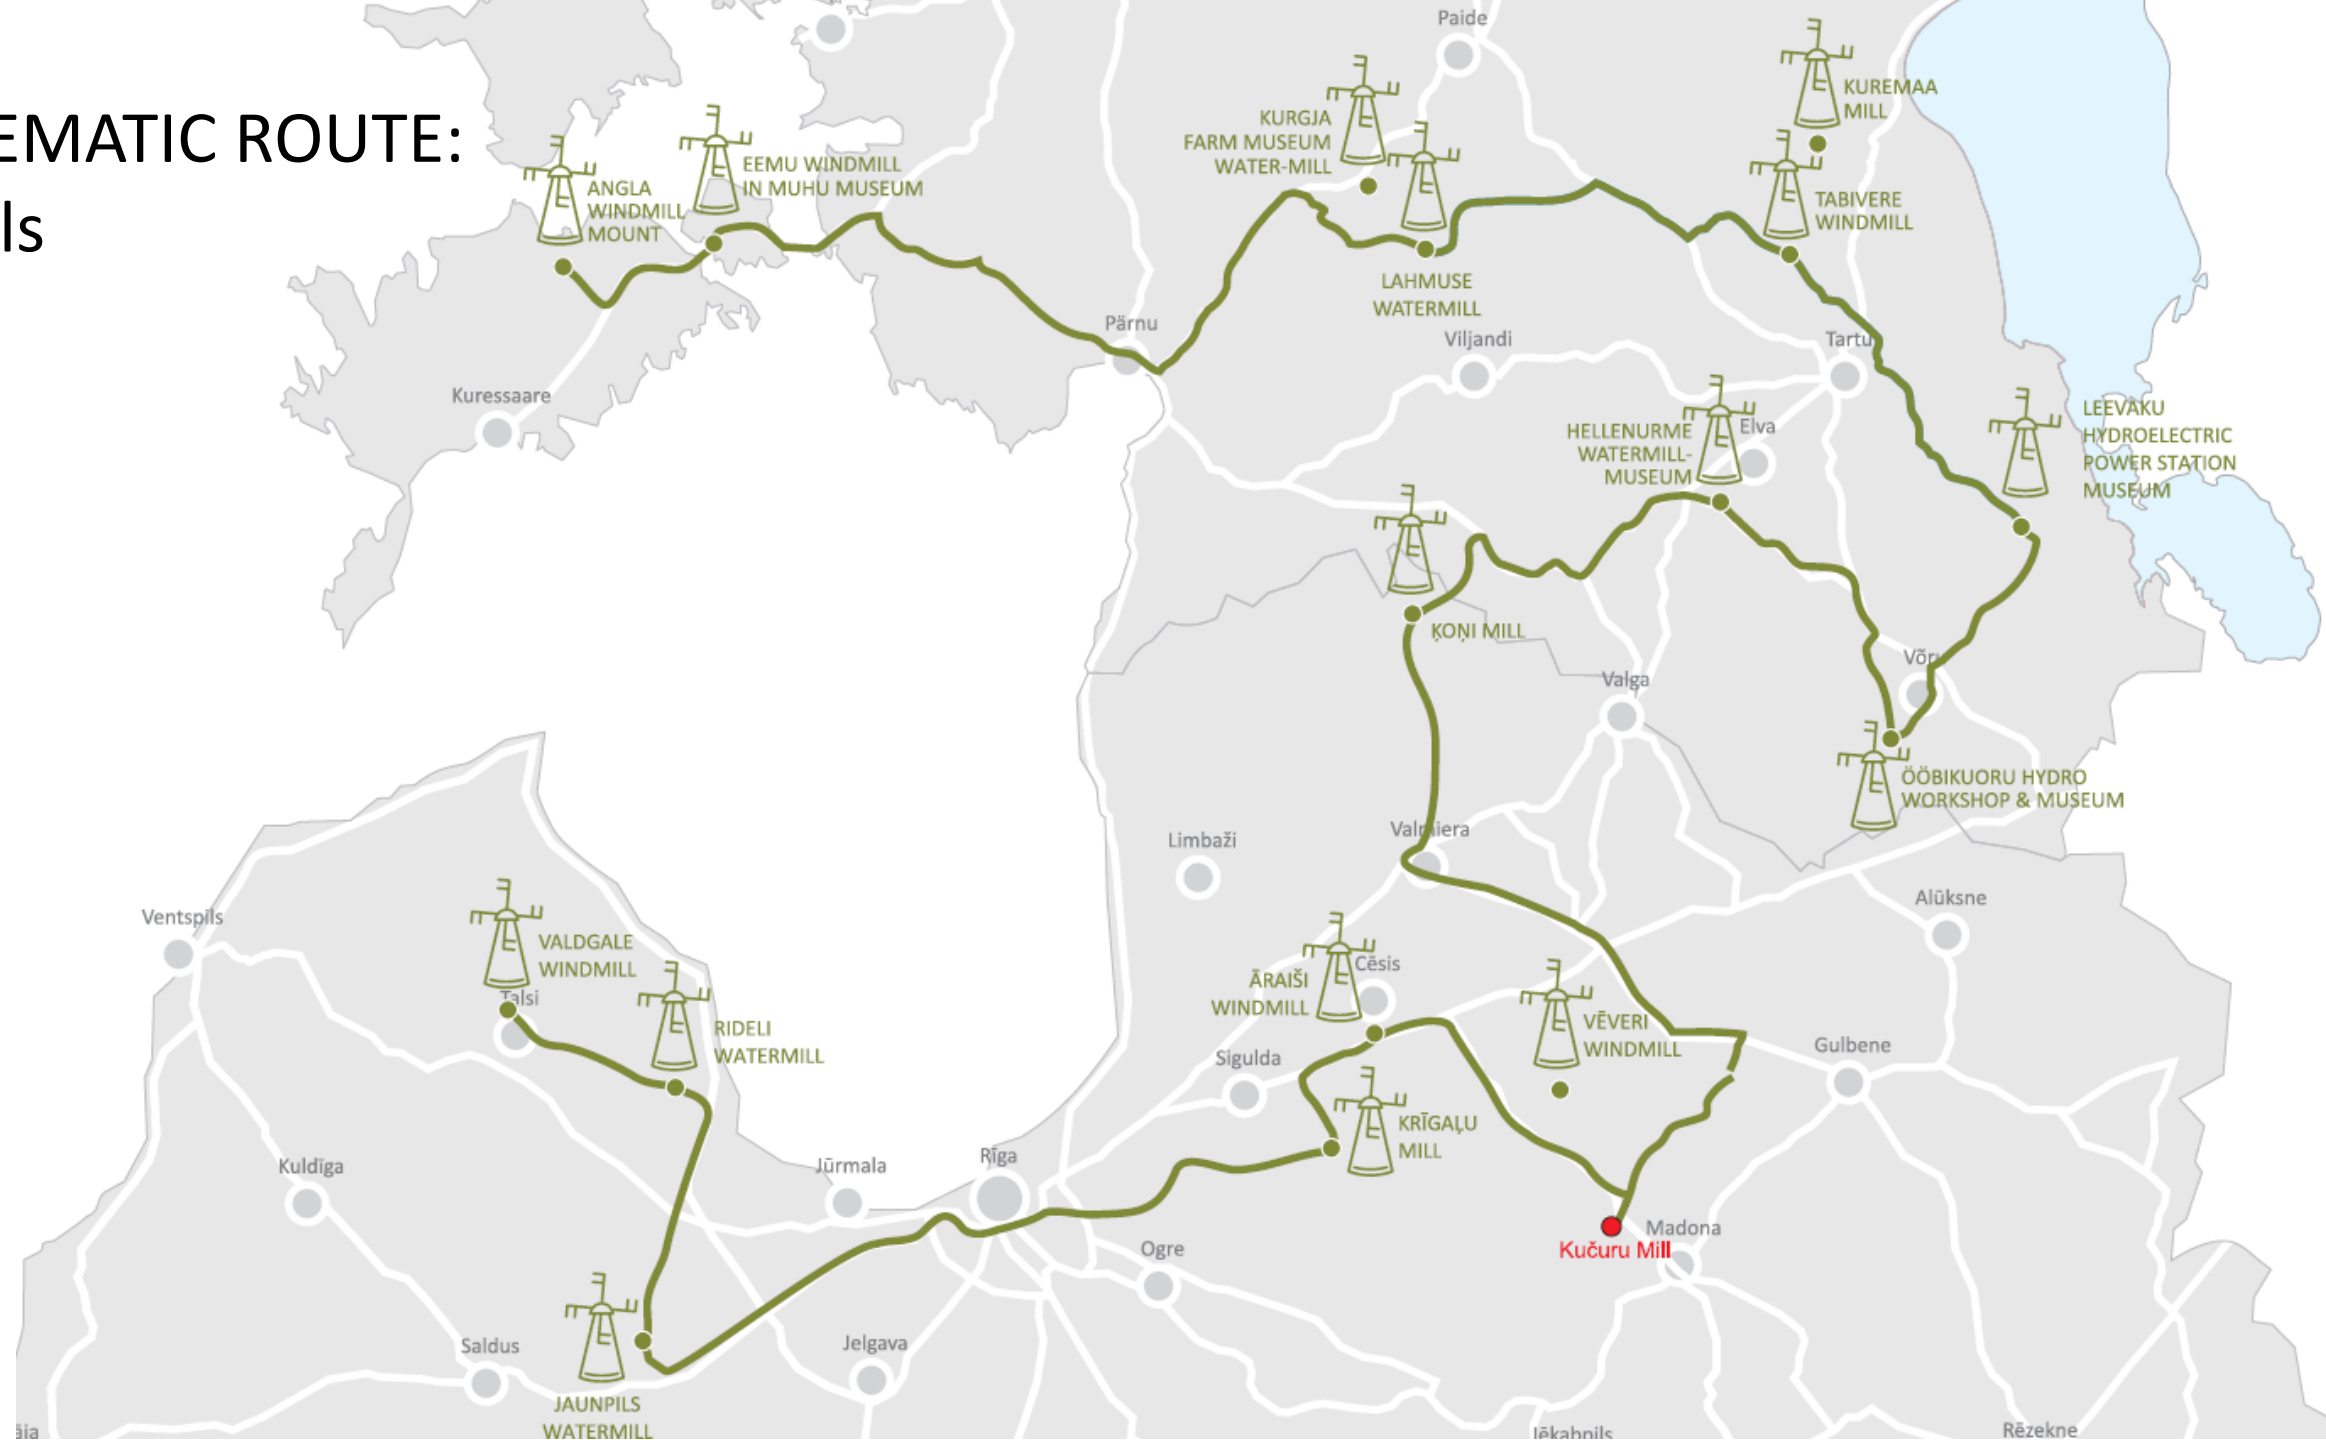 EMATIC ROUTE:
ls
Paide
KUREMAA
MILL
KURGJA
FARM MUSEUM
WATER-MILL
EEMU WINDMILL
IN MUHU MUSEUM
ANGLA
WINDMILL
MOUNT
TABIVERE
WINDMILL
LAHMUSE
WATERMILL
Pärnu
Viljandi
Tartu
Kuressaare
LEEVAKU
HYDROELECTRIC
POWER STATION
MUSEUM
HELLENURME
WATERMILL-
MUSEUM
Elva
ĶOŅI MILL
Võru
Valga
ÖÖBIKUORU HYDRO
WORKSHOP & MUSEUM
Limbaži
Valmiera
Alūksne
Ventspils
VALDGALE
WINDMILL
Talsi
ĀRAIŠI
WINDMILL
Cēsis
RIDELI
WATERMILL
VĒVERI
WINDMILL
Sigulda
Gulbene
KRĪGAĻU
MILL
Kuldīga
Jūrmala
Rīga
Madona
Kučuru Mill
Ogre
Saldus
Jelgava
JAUNPILS
WATERMILL
āja
Jēkabpils
Rēzekne